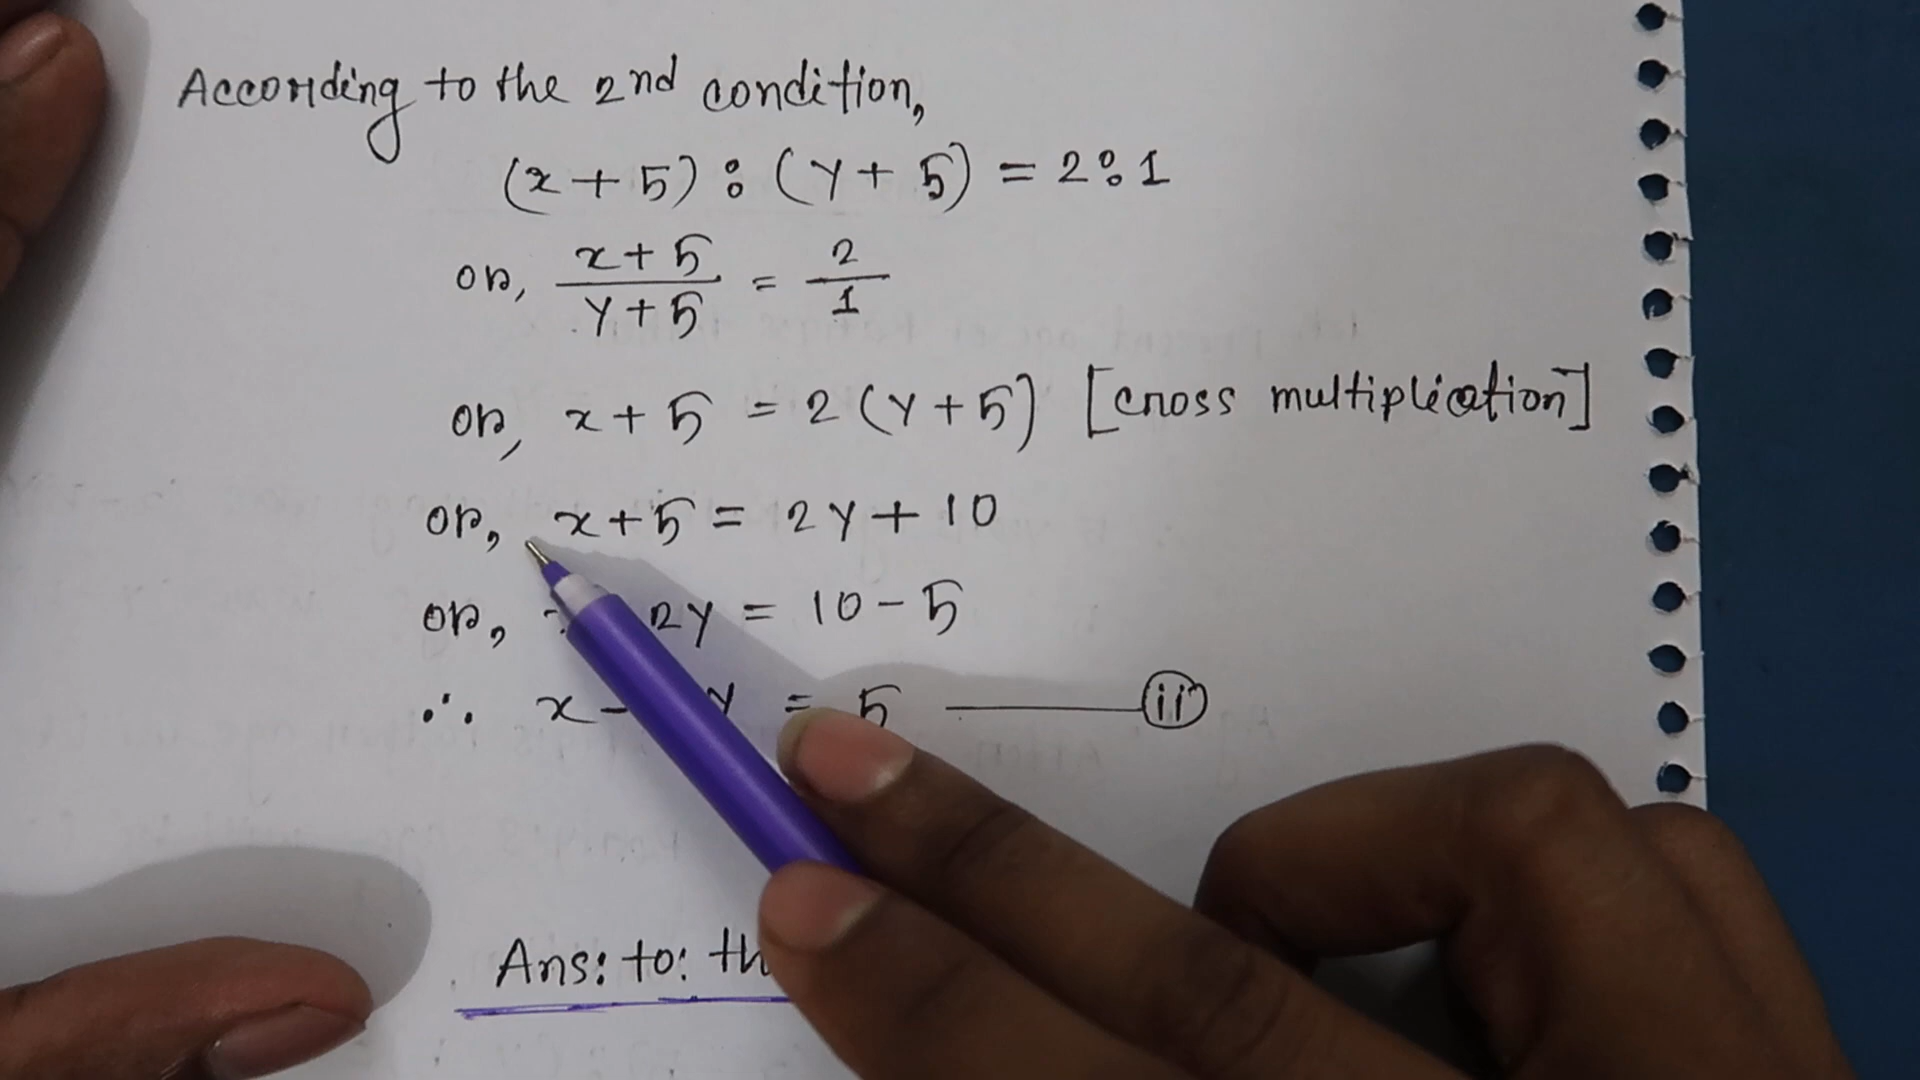 According to the 2nd condition,
(x + 5) : (y + 5) = 2:1
or, x + 5 / y + 5 = 2 / 1
or, x + 5 = 2 (y + 5) [cross multiplication]
or, x + 5 = 2y + 10
or, 2y = 10 - 5
∴ x - y = 5 (ii)
Ans: to: